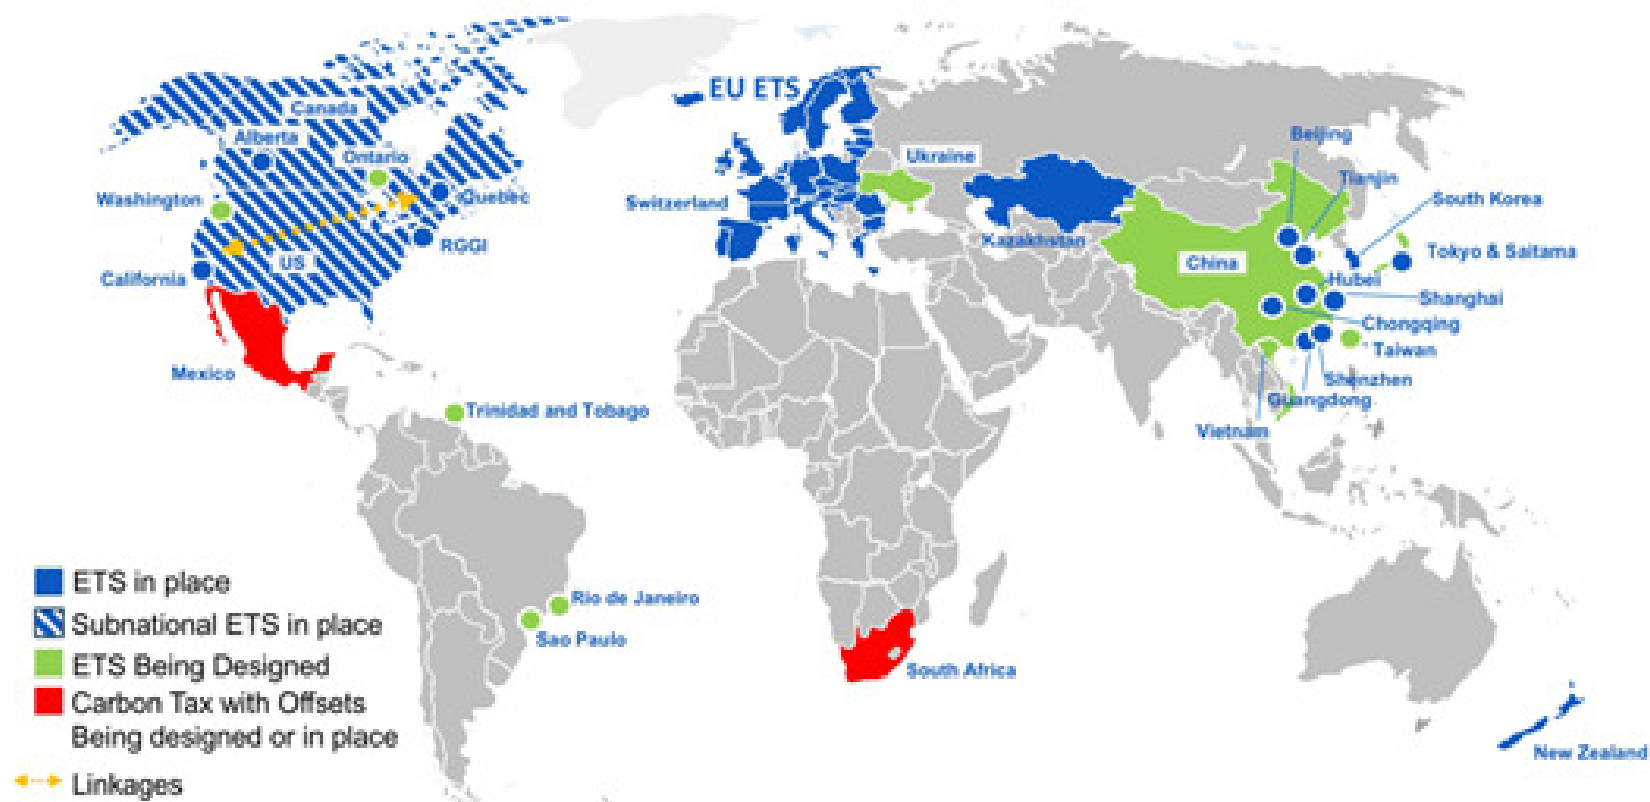 EU ETS
Canada
Alberta
Ontario
Washington
Quebec
RGGI
US
California
Mexico
Trinidad and Tobago
Rio de Janeiro
Sao Paulo
Switzerland
Ukraine
Kazakhstan
China
Beijing
Tianjin
South Korea
Tokyo & Saitama
Hubei
Shanghai
Chongqing
Taiwan
Shenzhen
Guangdong
Vietnam
South Africa
New Zealand
ETS in place
Subnational ETS in place
ETS Being Designed
Carbon Tax with Offsets
Being designed or in place
Linkages